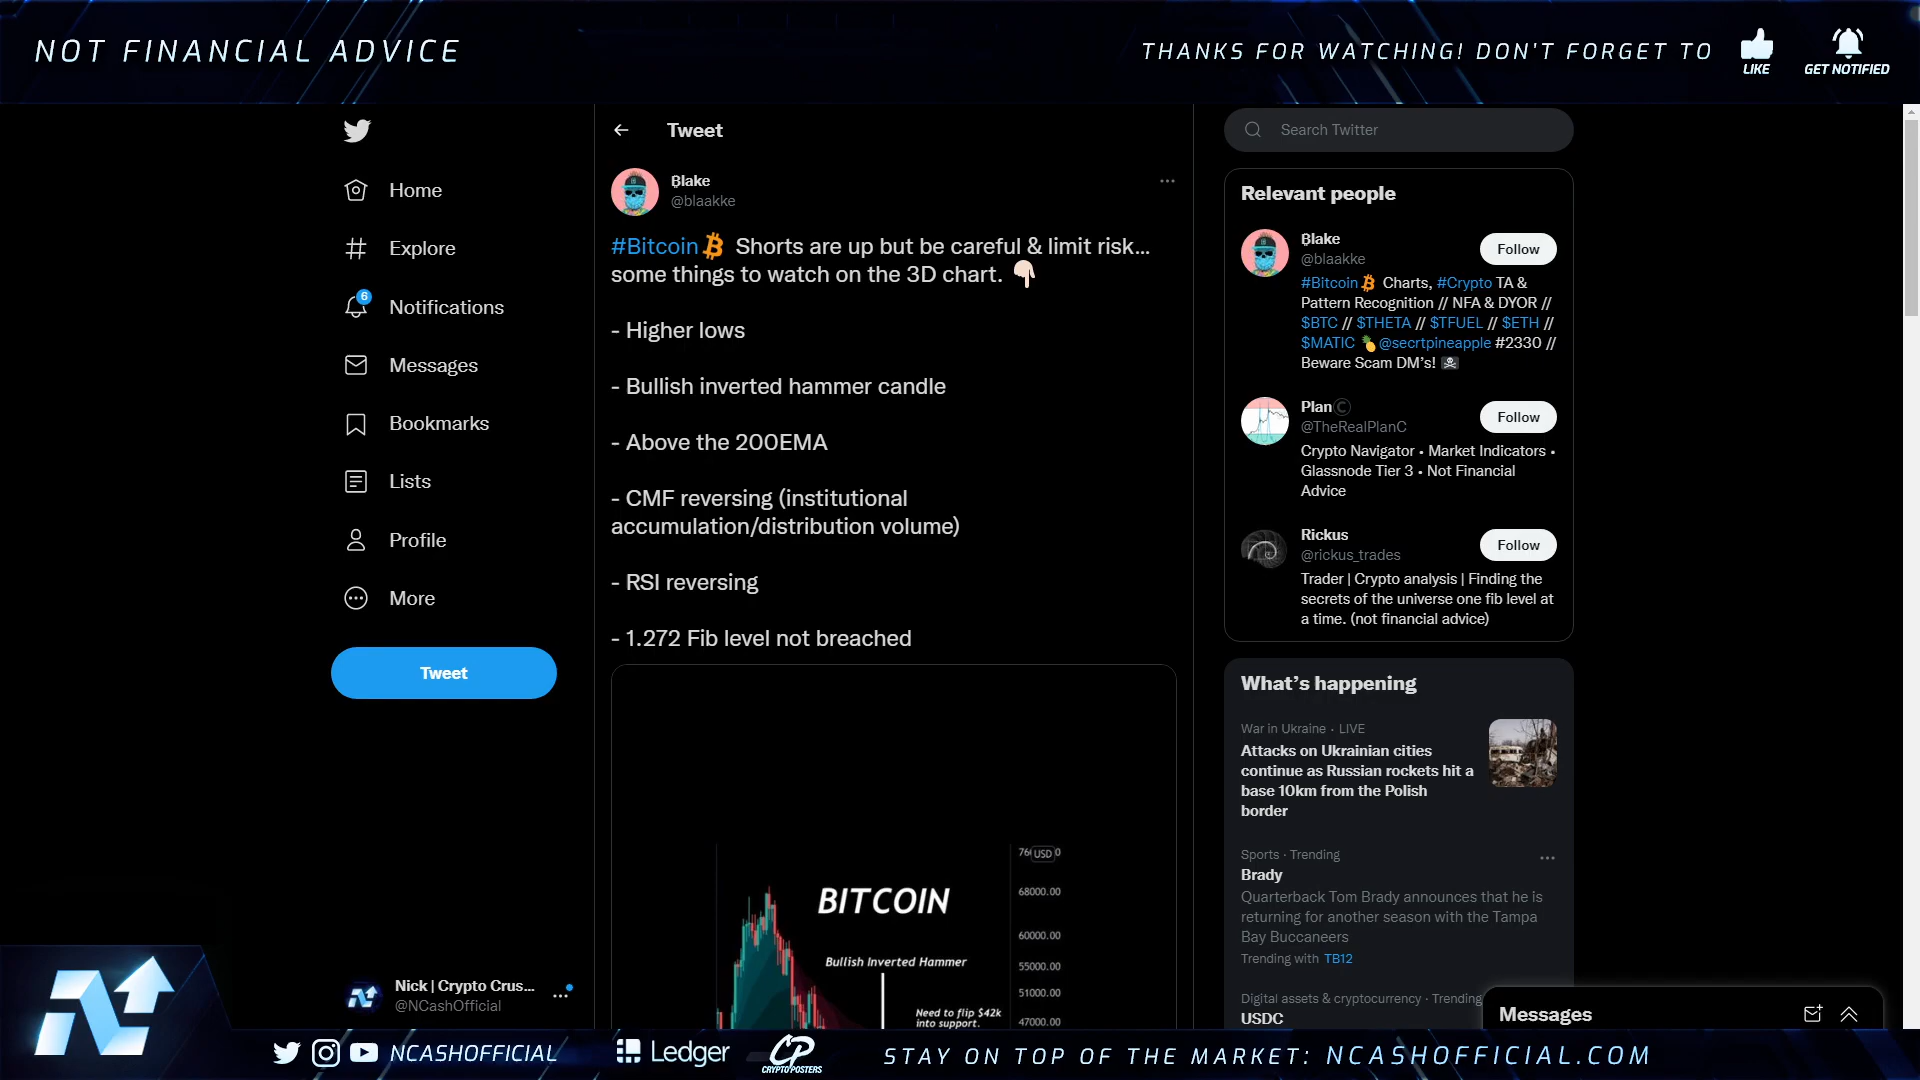 NOT FINANCIAL ADVICE
THANKS FOR WATCHING! DON'T FORGET TO
LIKE
GET NOTIFIED
Home
Explore
6
Notifications
Messages
Bookmarks
Lists
Profile
More
Tweet
Nick | Crypto Crus...
@NCashOfficial
Tweet
₿lake
@blaakke
#Bitcoin Shorts are up but be careful & limit risk...
some things to watch on the 3D chart.
- Higher lows
- Bullish inverted hammer candle
- Above the 200EMA
- CMF reversing (institutional
accumulation/distribution volume)
- RSI reversing
- 1.272 Fib level not breached
BITCOIN
Bullish Inverted Hammer
Need to flip $42k
into support.
USD
68000.00
60000.00
55000.00
51000.00
47000.00
Search Twitter
Relevant people
₿lake
@blaakke
Follow
#Bitcoin Charts, #Crypto TA &
Pattern Recognition // NFA & DYOR //
$BTC // $THETA // $TFUEL // $ETH //
$MATIC @secrtpineapple #2330 //
Beware Scam DM's!
Plan©
@TheRealPlanC
Follow
Crypto Navigator • Market Indicators •
Glassnode Tier 3 • Not Financial
Advice
Rickus
@rickus_trades
Follow
Trader | Crypto analysis | Finding the
secrets of the universe one fib level at
a time. (not financial advice)
What's happening
War in Ukraine · LIVE
Attacks on Ukrainian cities
continue as Russian rockets hit a
base 10km from the Polish
border
Sports · Trending
Brady
Quarterback Tom Brady announces that he is
returning for another season with the Tampa
Bay Buccaneers
Trending with TB12
Digital assets & cryptocurrency · Trending
USDC
Messages
NCASHOFFICIAL
Ledger
CP
CRYPTO POSTERS
STAY ON TOP OF THE MARKET: NCASHOFFICIAL.COM